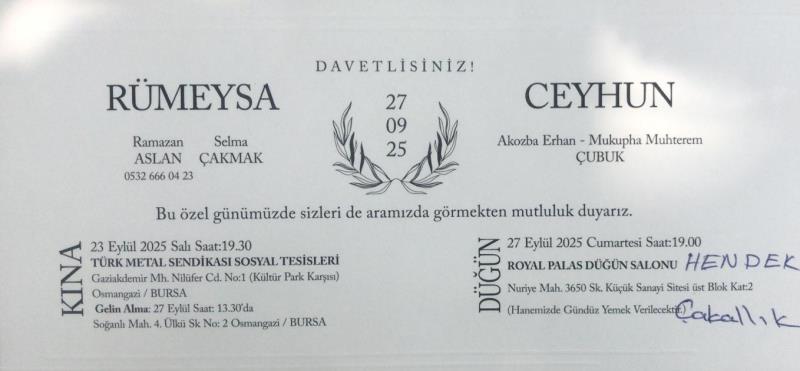 DAVETLİSİNİZ!
RÜMEYSA
Ramazan Selma
ASLAN ÇAKMAK
0532 666 04 23
27
09
25
CEYHUN
Akozba Erhan - Mukupha Muhterem
ÇUBUK
Bu özel günümüzde sizleri de aramızda görmekten mutluluk duyarız.
KINA
23 Eylül 2025 Salı Saat:19.30
TÜRK METAL SENDİKASI SOSYAL TESİSLERİ
Gaziakdemir Mh. Nilüfer Cd. No:1 (Kültür Park Karşısı)
Osmangazi / BURSA
Gelin Alma: 27 Eylül Saat: 13.30'da
Soğanlı Mah. 4. Ülkü Sk No: 2 Osmangazi / BURSA
DÜĞÜN
27 Eylül 2025 Cumartesi Saat:19.00
ROYAL PALAS DÜĞÜN SALONU HENDEK
Nuriye Mah. 3650 Sk. Küçük Sanayi Sitesi üst Blok Kat:2
(Hanemizde Gündüz Yemek Verilecektir.) Çakallık